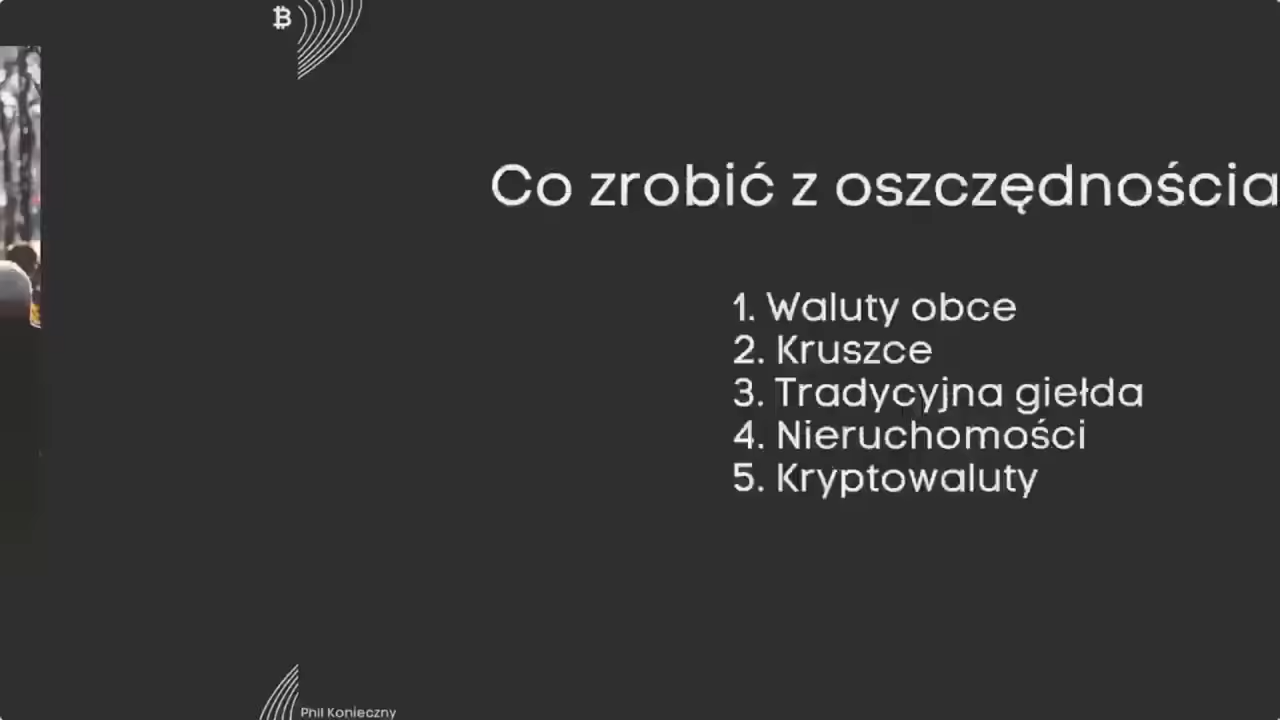 ₿
Co zrobić z oszczędnościa
1. Waluty obce
2. Kruszce
3. Tradycyjna giełda
4. Nieruchomości
5. Kryptowaluty
Phil Konieczny